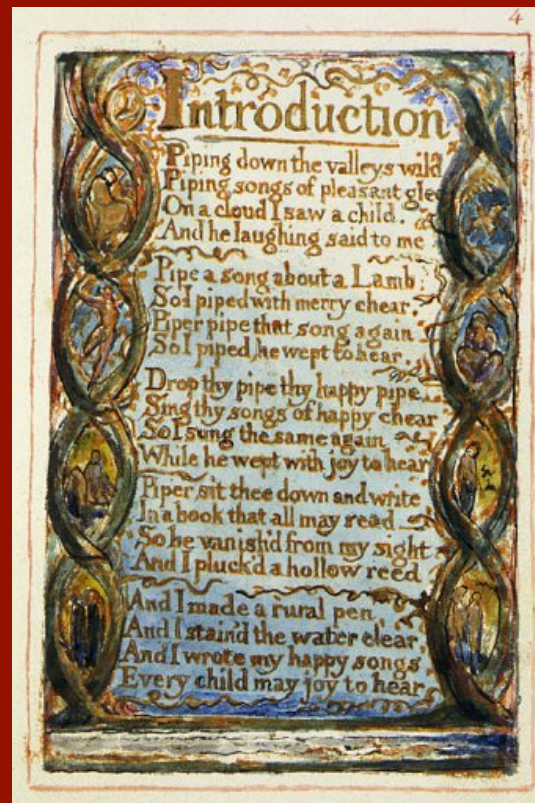 4
Introduction
Piping down the valleys wild
Piping songs of pleasant glee
On a cloud I saw a child.
And he laughing said to me
Pipe a song about a Lamb:
So I piped with merry chear.
Piper pipe that song again
So I piped, he wept to hear.
Drop thy pipe thy happy pipe
Sing thy songs of happy chear
So I sung the same again
While he wept with joy to hear
Piper sit thee down and write
In a book that all may read
So he vanish'd from my sight
And I pluck'd a hollow reed
And I made a rural pen,
And I stain'd the water clear,
And I wrote my happy songs
Every child may joy to hear